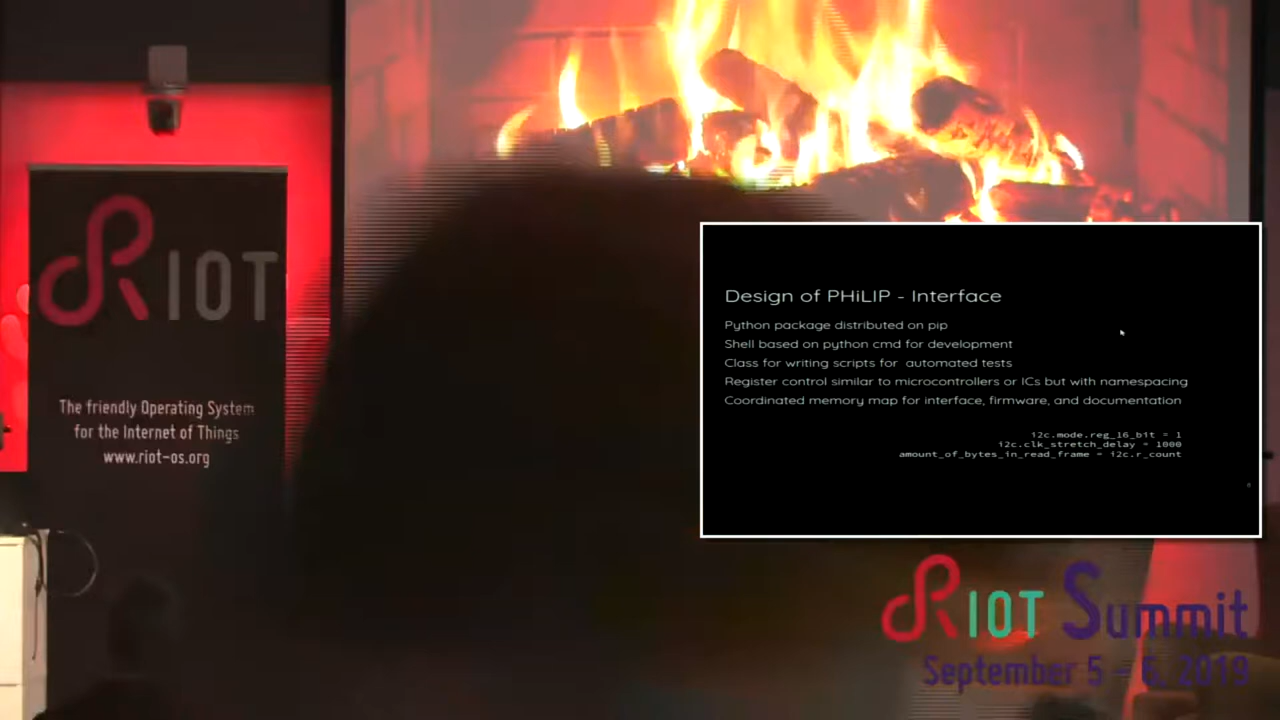 RIOT
The friendly Operating System
for the Internet of Things
www.riot-os.org
Design of PHiLIP - Interface
Python package distributed on pip
Shell based on python cmd for development
Class for writing scripts for automated tests
Register control similar to microcontrollers or ICs but with namespacing
Coordinated memory map for interface, firmware, and documentation
i2c.mode.reg_16_bit = 1
i2c.clk_stretch_delay = 1000
amount_of_bytes_in_read_frame = i2c.r_count
RIOT Summit
September 5 - 6, 2019